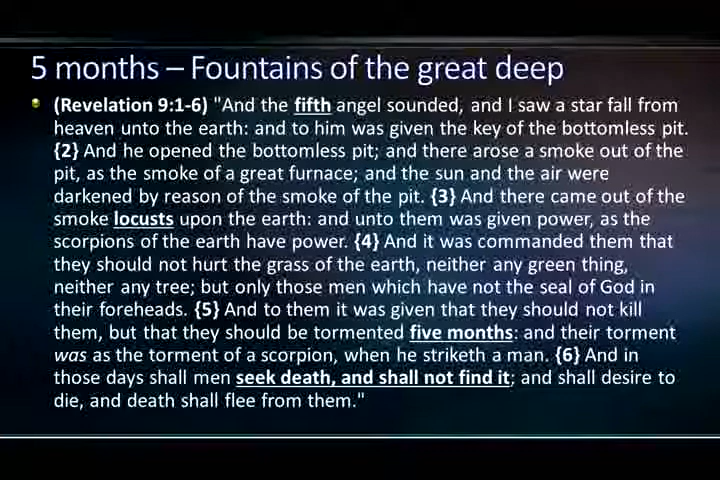 5 months – Fountains of the great deep
(Revelation 9:1-6) "And the fifth angel sounded, and I saw a star fall from
heaven unto the earth: and to him was given the key of the bottomless pit.
{2} And he opened the bottomless pit; and there arose a smoke out of the
pit, as the smoke of a great furnace; and the sun and the air were
darkened by reason of the smoke of the pit. {3} And there came out of the
smoke locusts upon the earth: and unto them was given power, as the
scorpions of the earth have power. {4} And it was commanded them that
they should not hurt the grass of the earth, neither any green thing,
neither any tree; but only those men which have not the seal of God in
their foreheads. {5} And to them it was given that they should not kill
them, but that they should be tormented five months: and their torment
was as the torment of a scorpion, when he striketh a man. {6} And in
those days shall men seek death, and shall not find it; and shall desire to
die, and death shall flee from them."